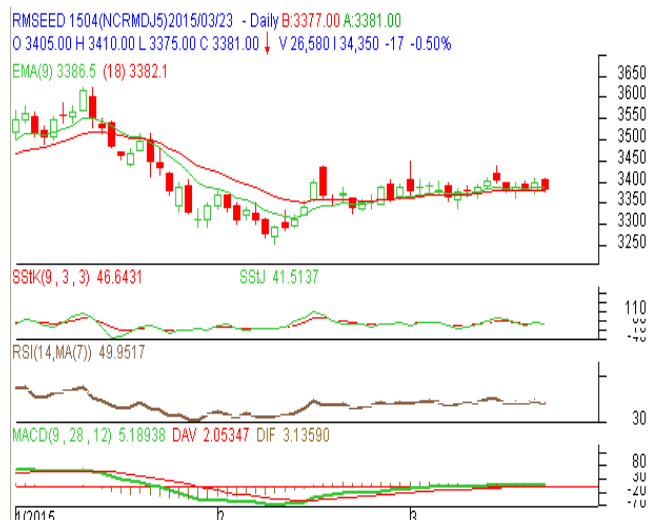 RMSEED 1504(NCRMDJ5)2015/03/23 - Daily B:3377.00 A:3381.00
O 3405.00 H 3410.00 L 3375.00 C 3381.00 V 26,580 I 34,350 -17 -0.50%
EMA(9) 3386.5 (18) 3382.1
3650
3600
3550
3500
3450
3400
3350
3300
3250
SStK(9 , 3 , 3) 46.6431 SStJ 41.5137
110
RSI(14,MA(7)) 49.9517
30
MACD(9 , 28 , 12) 5.18938 DAV 2.05347 DIF 3.13590
80
30
-20
1/2015 2 3